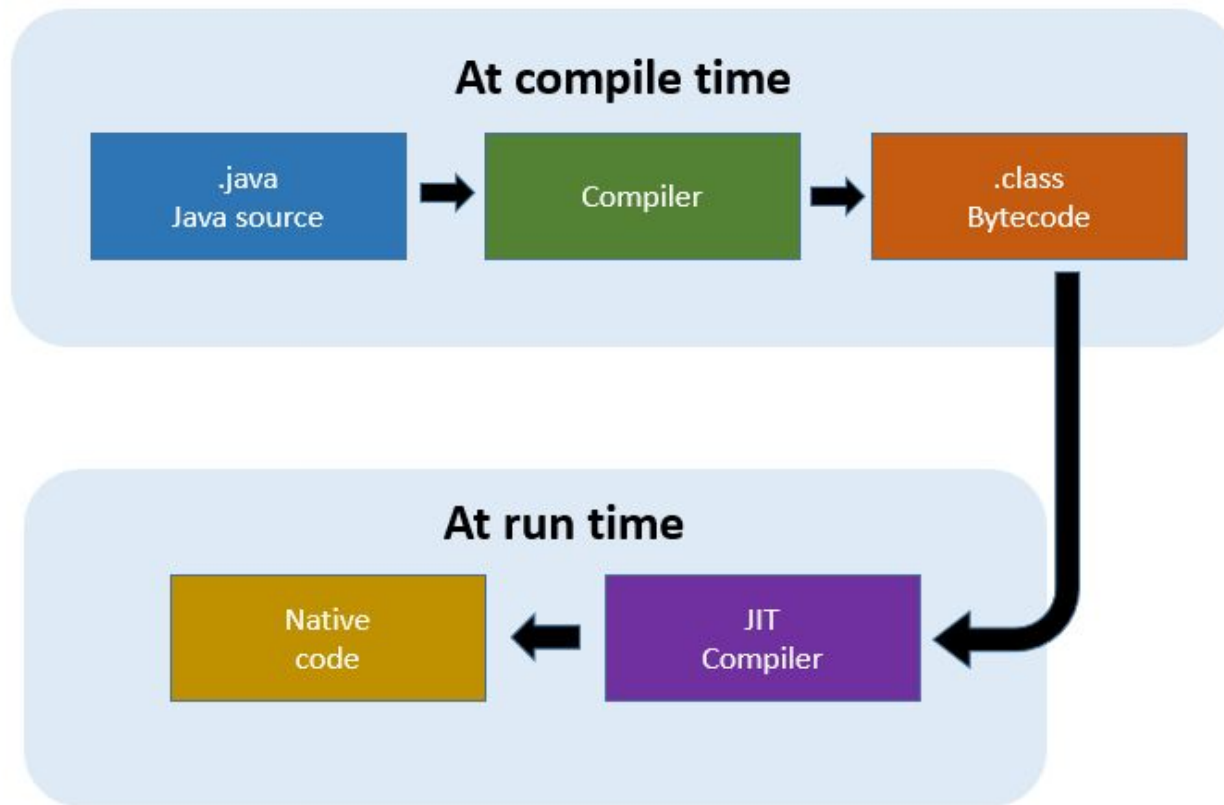 At compile time
.java
Java source
Compiler
.class
Bytecode
At run time
Native
code
JIT
Compiler